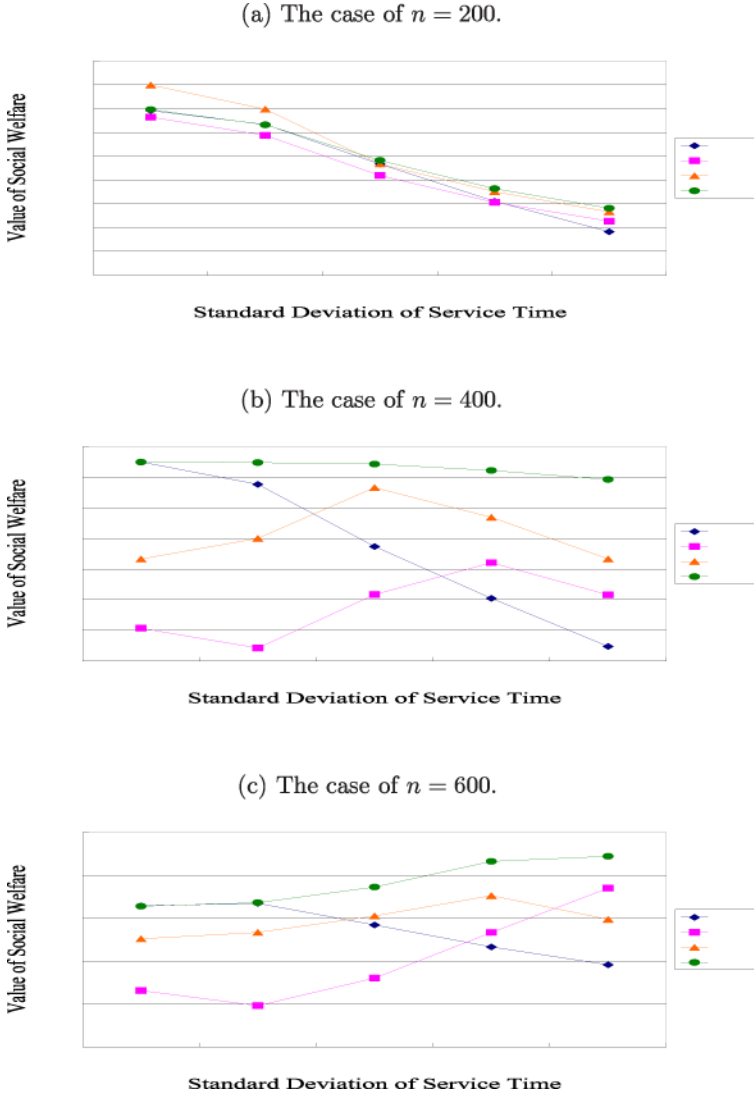 (a) The case of n = 200.
Value of Social Welfare
Standard Deviation of Service Time
(b) The case of n = 400.
Value of Social Welfare
Standard Deviation of Service Time
(c) The case of n = 600.
Value of Social Welfare
Standard Deviation of Service Time